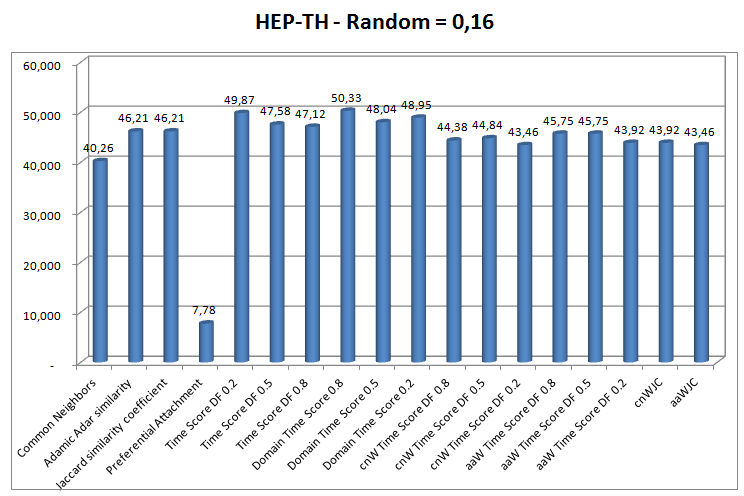 HEP-TH - Random = 0,16
60,000
50,000
40,000
30,000
20,000
10,000
-
40,26
46,21
46,21
7,78
49,87
47,58
47,12
50,33
48,04
48,95
44,38
44,84
43,46
45,75
45,75
43,92
43,92
43,46
Common Neighbors
Adamic Adar similarity
Jaccard similarity coefficient
Preferential Attachment
Time Score DF 0.2
Time Score DF 0.5
Time Score DF 0.8
Domain Time Score 0.8
Domain Time Score 0.5
Domain Time Score 0.2
cnW Time Score DF 0.8
cnW Time Score DF 0.5
cnW Time Score DF 0.2
aaW Time Score DF 0.8
aaW Time Score DF 0.5
aaW Time Score DF 0.2
cnWJC
aaWJC